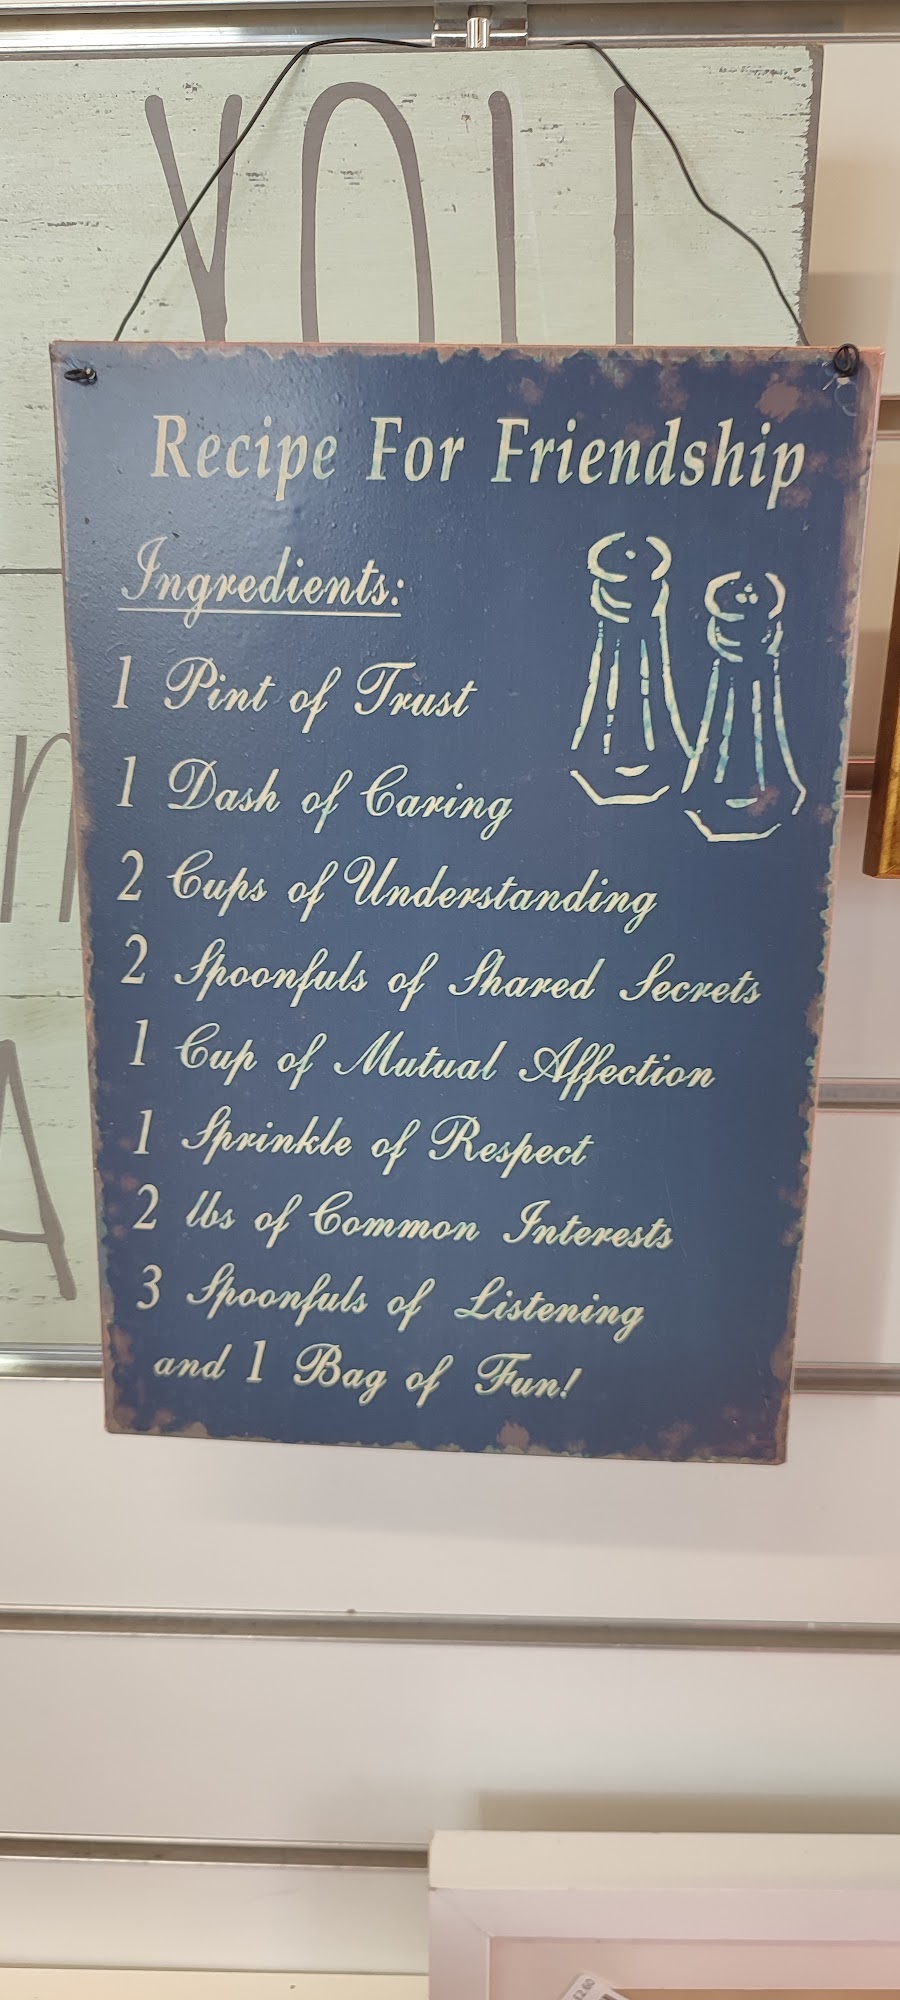 YOU
Recipe For Friendship
Ingredients:
1 Pint of Trust
1 Dash of Caring
2 Cups of Understanding
2 Spoonfuls of Shared Secrets
1 Cup of Mutual Affection
1 Sprinkle of Respect
2 lbs of Common Interests
3 Spoonfuls of Listening
and 1 Bag of Fun!
£2.60